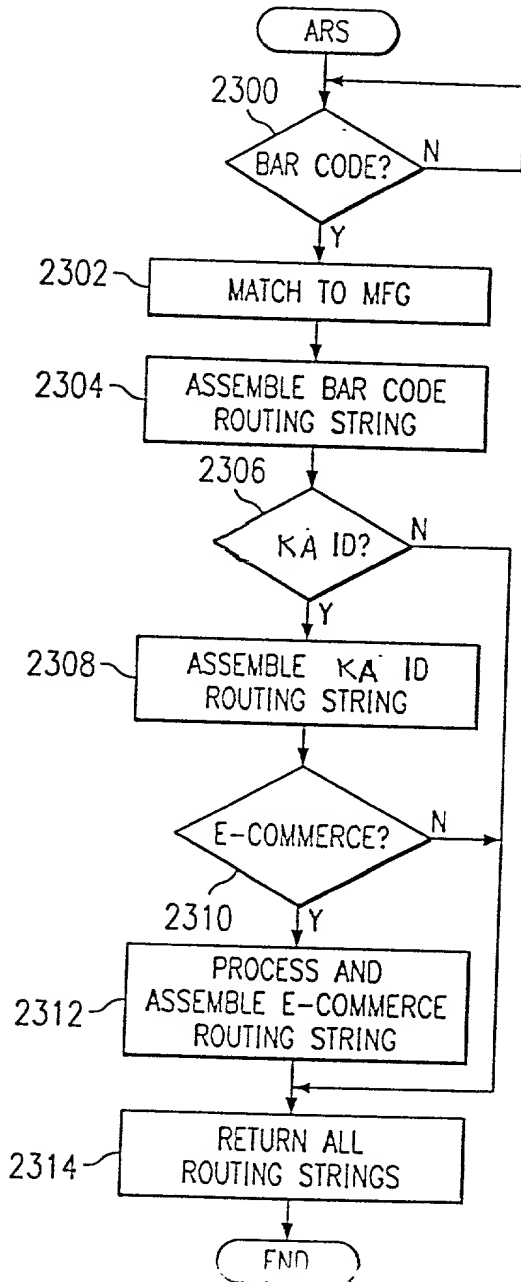 ARS
2300
BAR CODE?
N
Y
2302
MATCH TO MFG
2304
ASSEMBLE BAR CODE
ROUTING STRING
2306
KA ID?
N
Y
2308
ASSEMBLE KA ID
ROUTING STRING
E-COMMERCE?
N
2310
Y
PROCESS AND
2312
ASSEMBLE E-COMMERCE
ROUTING STRING
2314
RETURN ALL
ROUTING STRINGS
END